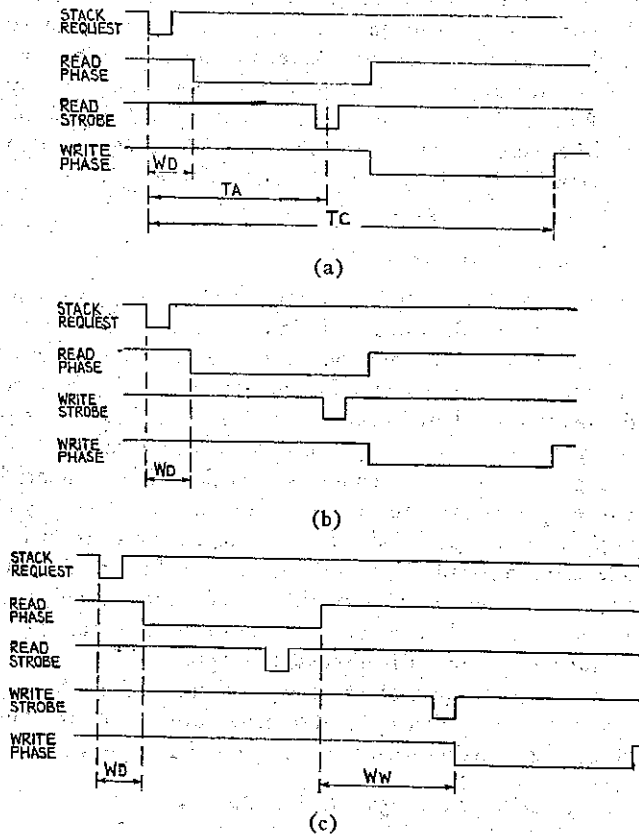 STACK
REQUEST
READ
PHASE
READ
STROBE
WRITE
PHASE
WD
TA
TC
(a)
STACK
REQUEST
READ
PHASE
WRITE
STROBE
WRITE
PHASE
WD
(b)
STACK
REQUEST
READ
PHASE
READ
STROBE
WRITE
STROBE
WRITE
PHASE
WD
WW
(c)